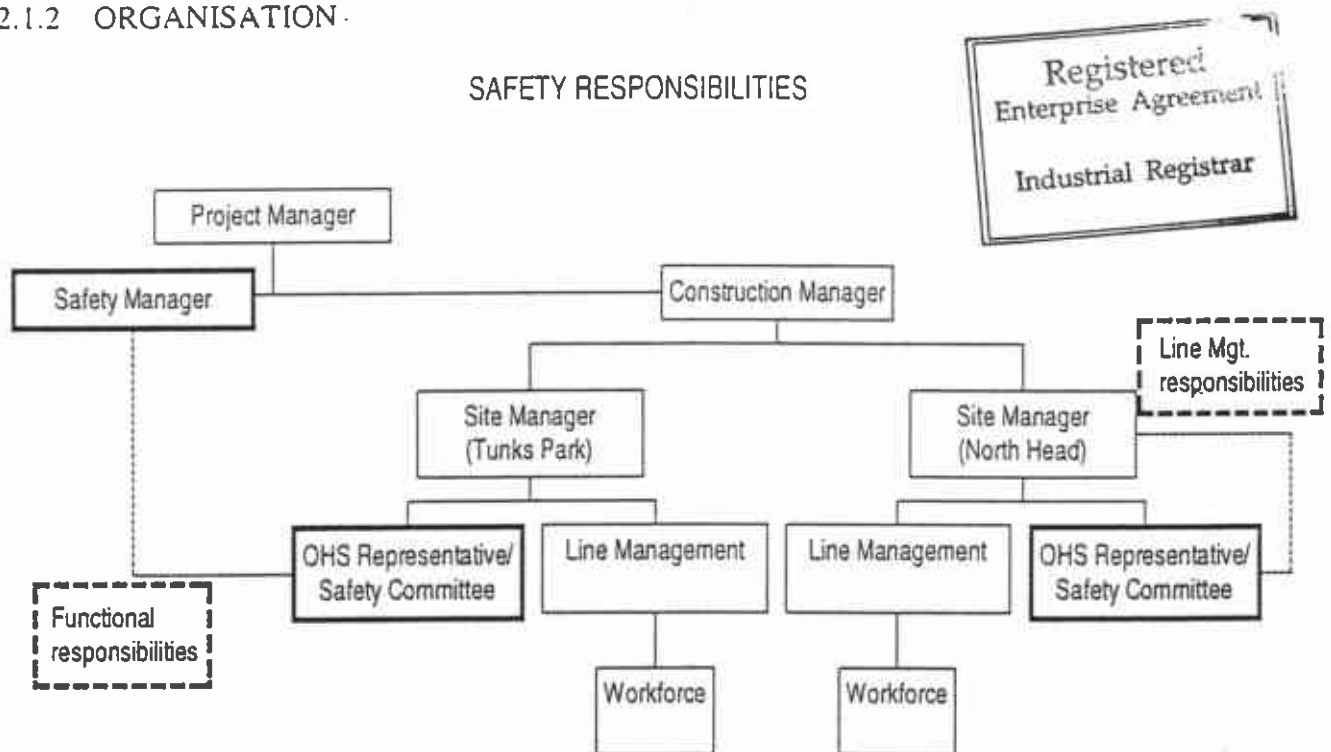 2.1.2 ORGANISATION
SAFETY RESPONSIBILITIES
Registered
Enterprise Agreement
Industrial Registrar
Project Manager
Safety Manager
Construction Manager
Line Mgt.
responsibilities
Site Manager
(Tunks Park)
Site Manager
(North Head)
OHS Representative/
Safety Committee
Line Management
Line Management
OHS Representative/
Safety Committee
Functional
responsibilities
Workforce
Workforce